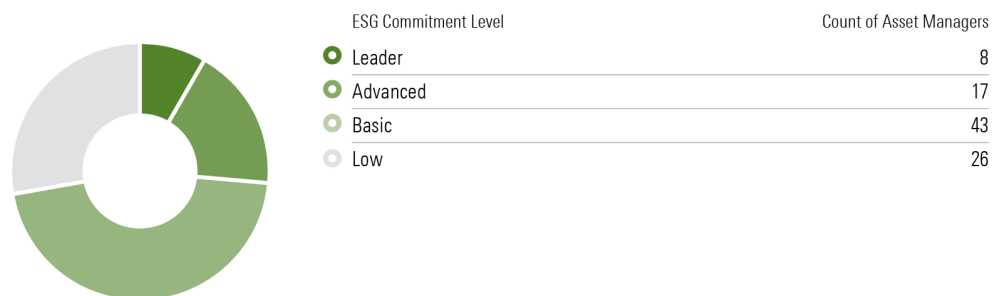 ESG Commitment Level Count of Asset Managers
Leader 8
Advanced 17
Basic 43
Low 26